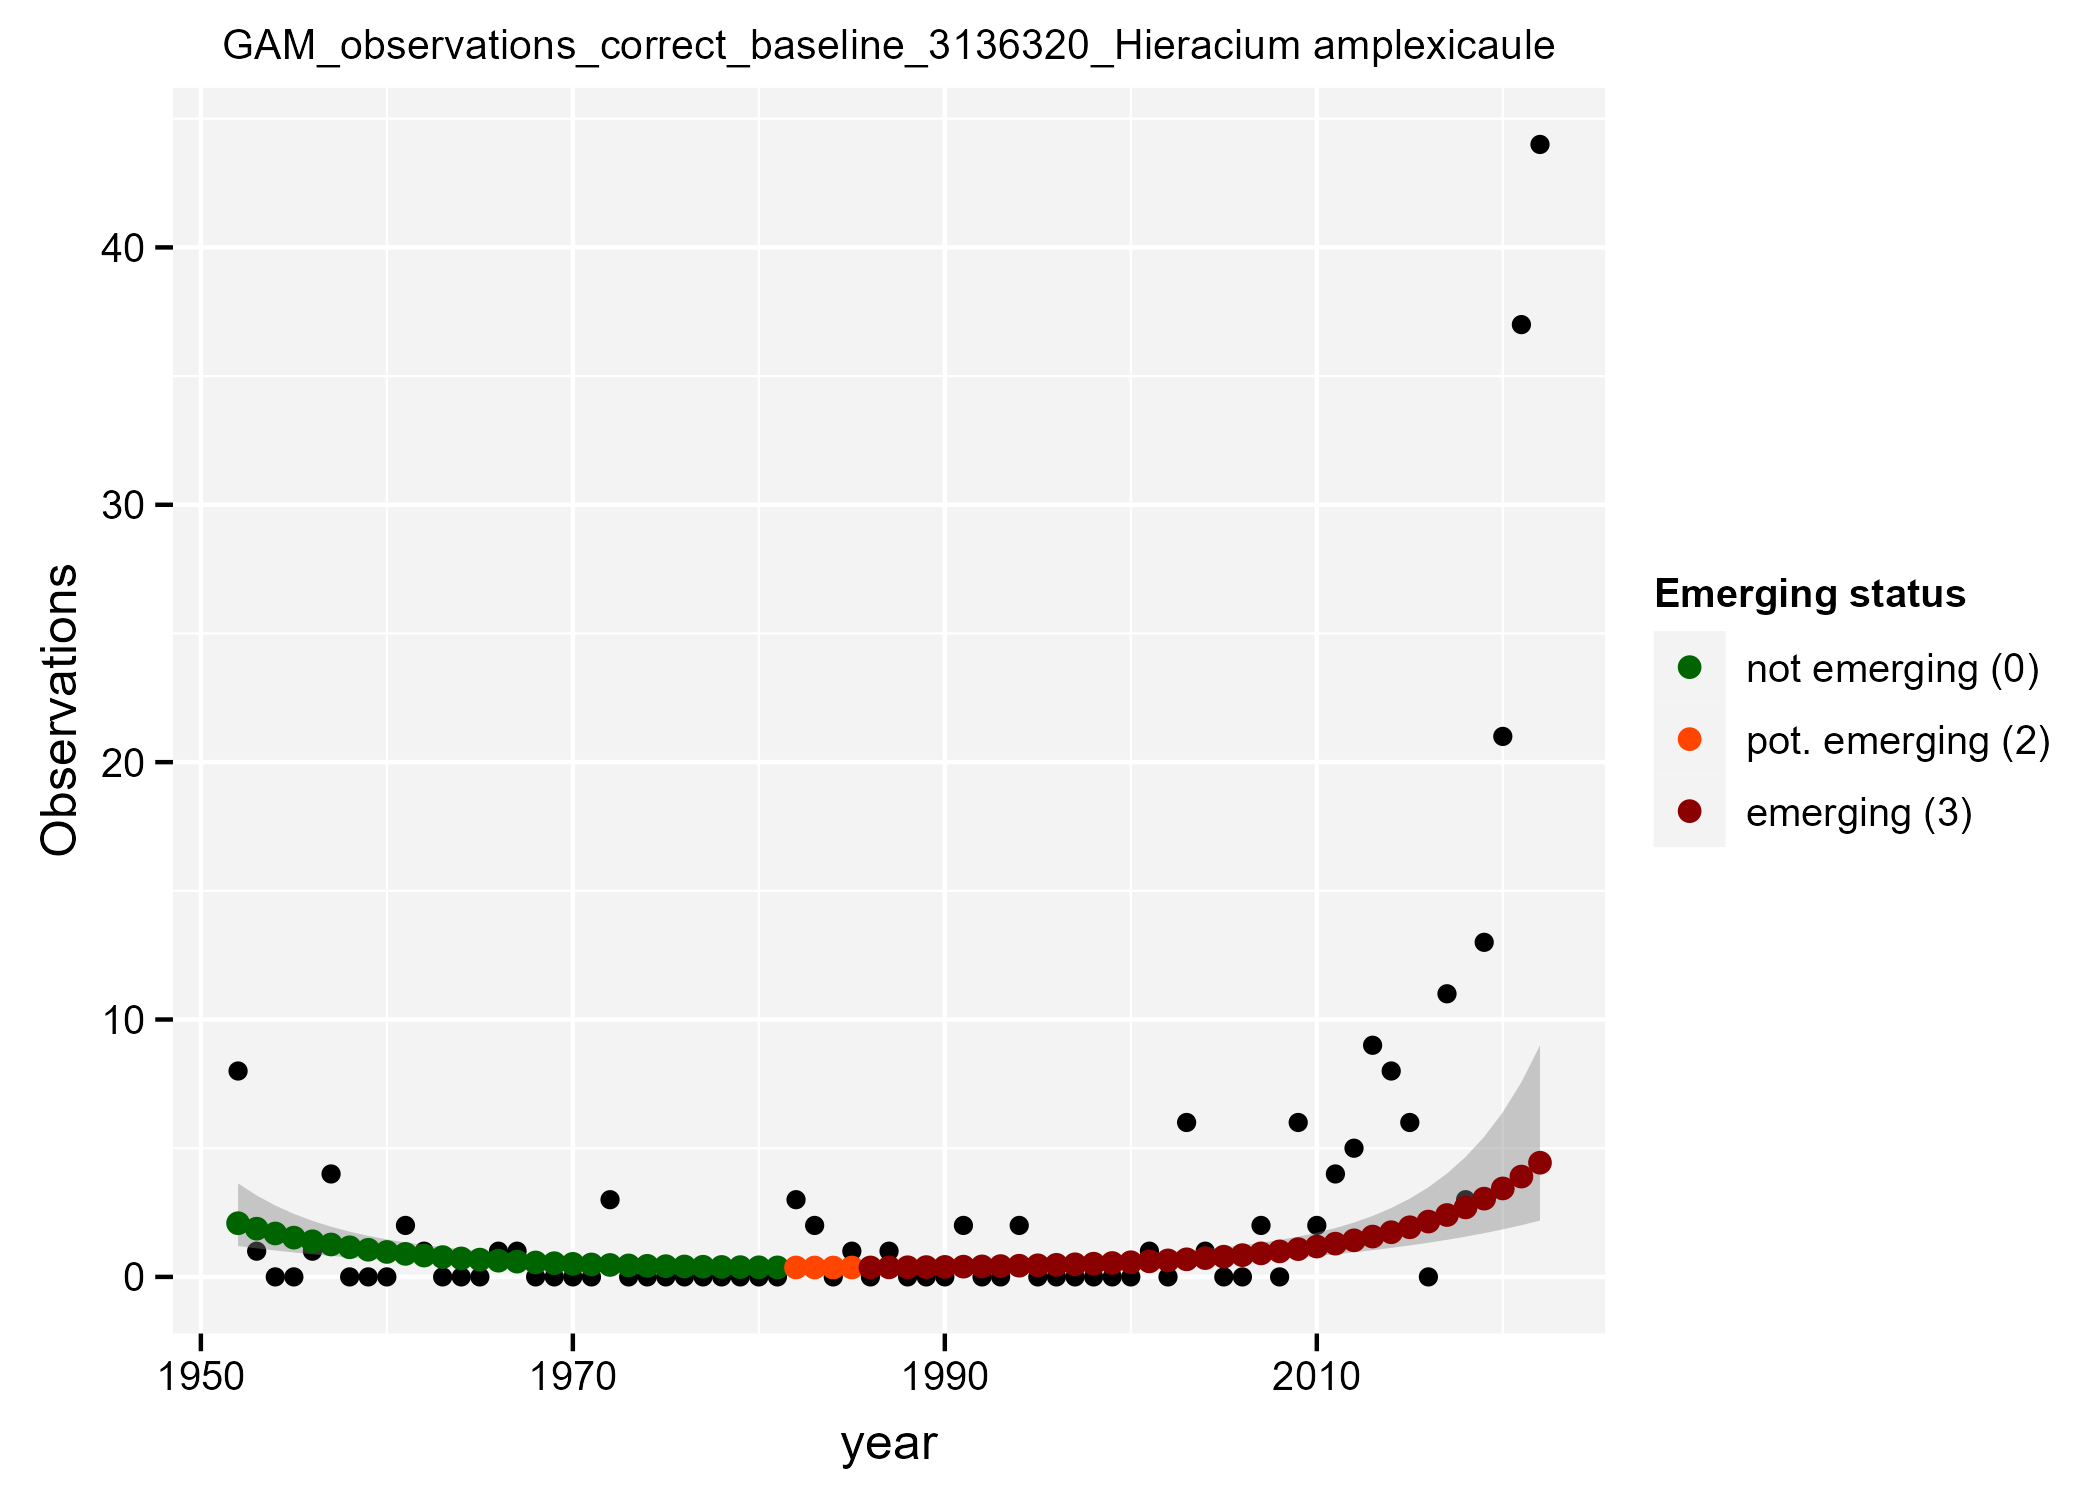 GAM_observations_correct_baseline_3136320_Hieracium amplexicaule
40
30
20
10
0
Observations
1950
1970
1990
2010
year
Emerging status
not emerging (0)
pot. emerging (2)
emerging (3)